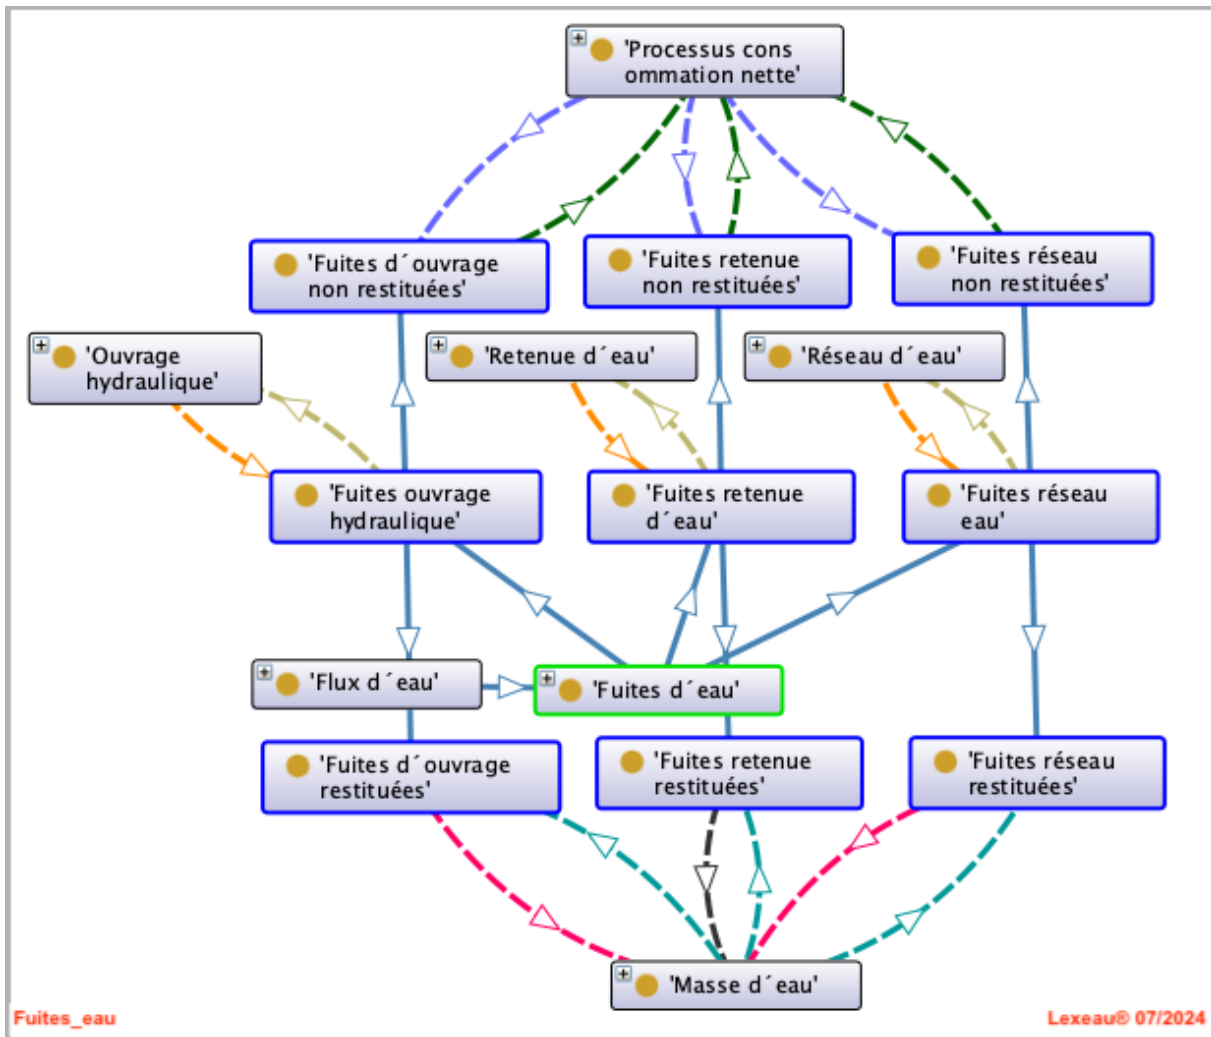 'Processus cons
ommation nette'
'Fuites d´ouvrage
non restituées'
'Fuites retenue
non restituées'
'Fuites réseau
non restituées'
'Ouvrage
hydraulique'
'Retenue d´eau'
'Réseau d´eau'
'Fuites ouvrage
hydraulique'
'Fuites retenue
d´eau'
'Fuites réseau
eau'
'Flux d´eau'
'Fuites d´eau'
'Fuites d´ouvrage
restituées'
'Fuites retenue
restituées'
'Fuites réseau
restituées'
'Masse d´eau'
Fuites_eau
Lexeau® 07/2024